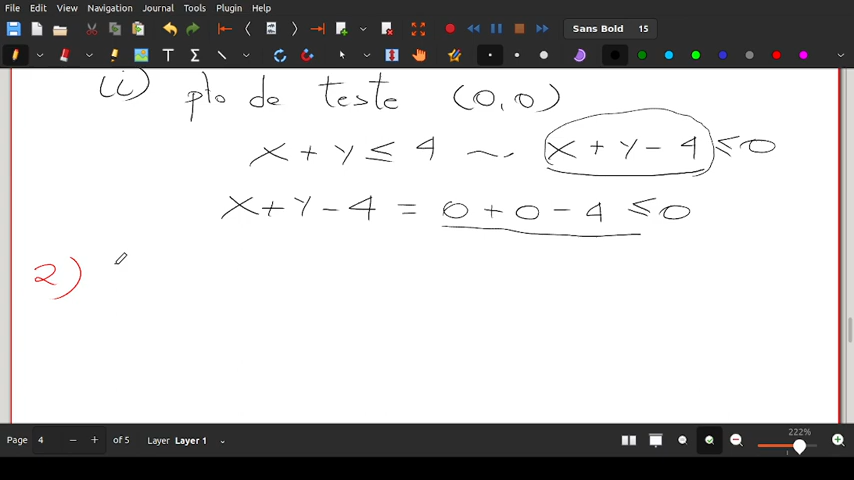 File Edit View Navigation Journal Tools Plugin Help
T Σ Sans Bold 15
(ii) pto de teste (0,0)
x + y ≤ 4 ~ x + y - 4 ≤ 0
x + y - 4 = 0 + 0 - 4 ≤ 0
2)
Page 4 of 5 Layer Layer 1 222%